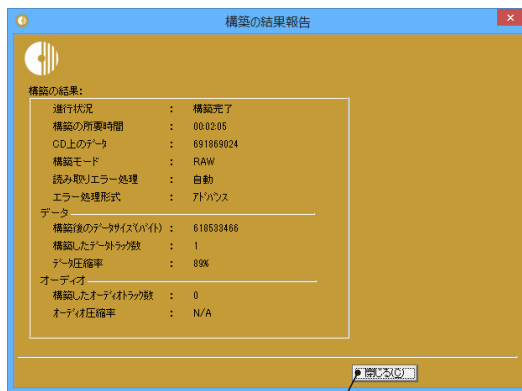 構築の結果報告
構築の結果:
進行状況 : 構築完了
構築の所要時間 : 00:02:05
CD上のﾃﾞｰﾀ : 691869024
構築モード : RAW
読み取りエラー処理 : 自動
エラー処理形式 : ｱﾄﾞﾊﾞﾝｽ
データ
構築後のﾃﾞｰﾀｻｲｽﾞ(ﾊﾞｲﾄ) : 618533466
構築したﾃﾞｰﾀﾄﾗｯｸ数 : 1
ﾃﾞｰﾀ圧縮率 : 89%
オーディオ
構築したｵｰﾃﾞｨｵﾄﾗｯｸ数 : 0
ｵｰﾃﾞｨｵ圧縮率 : N/A
閉じる(C)